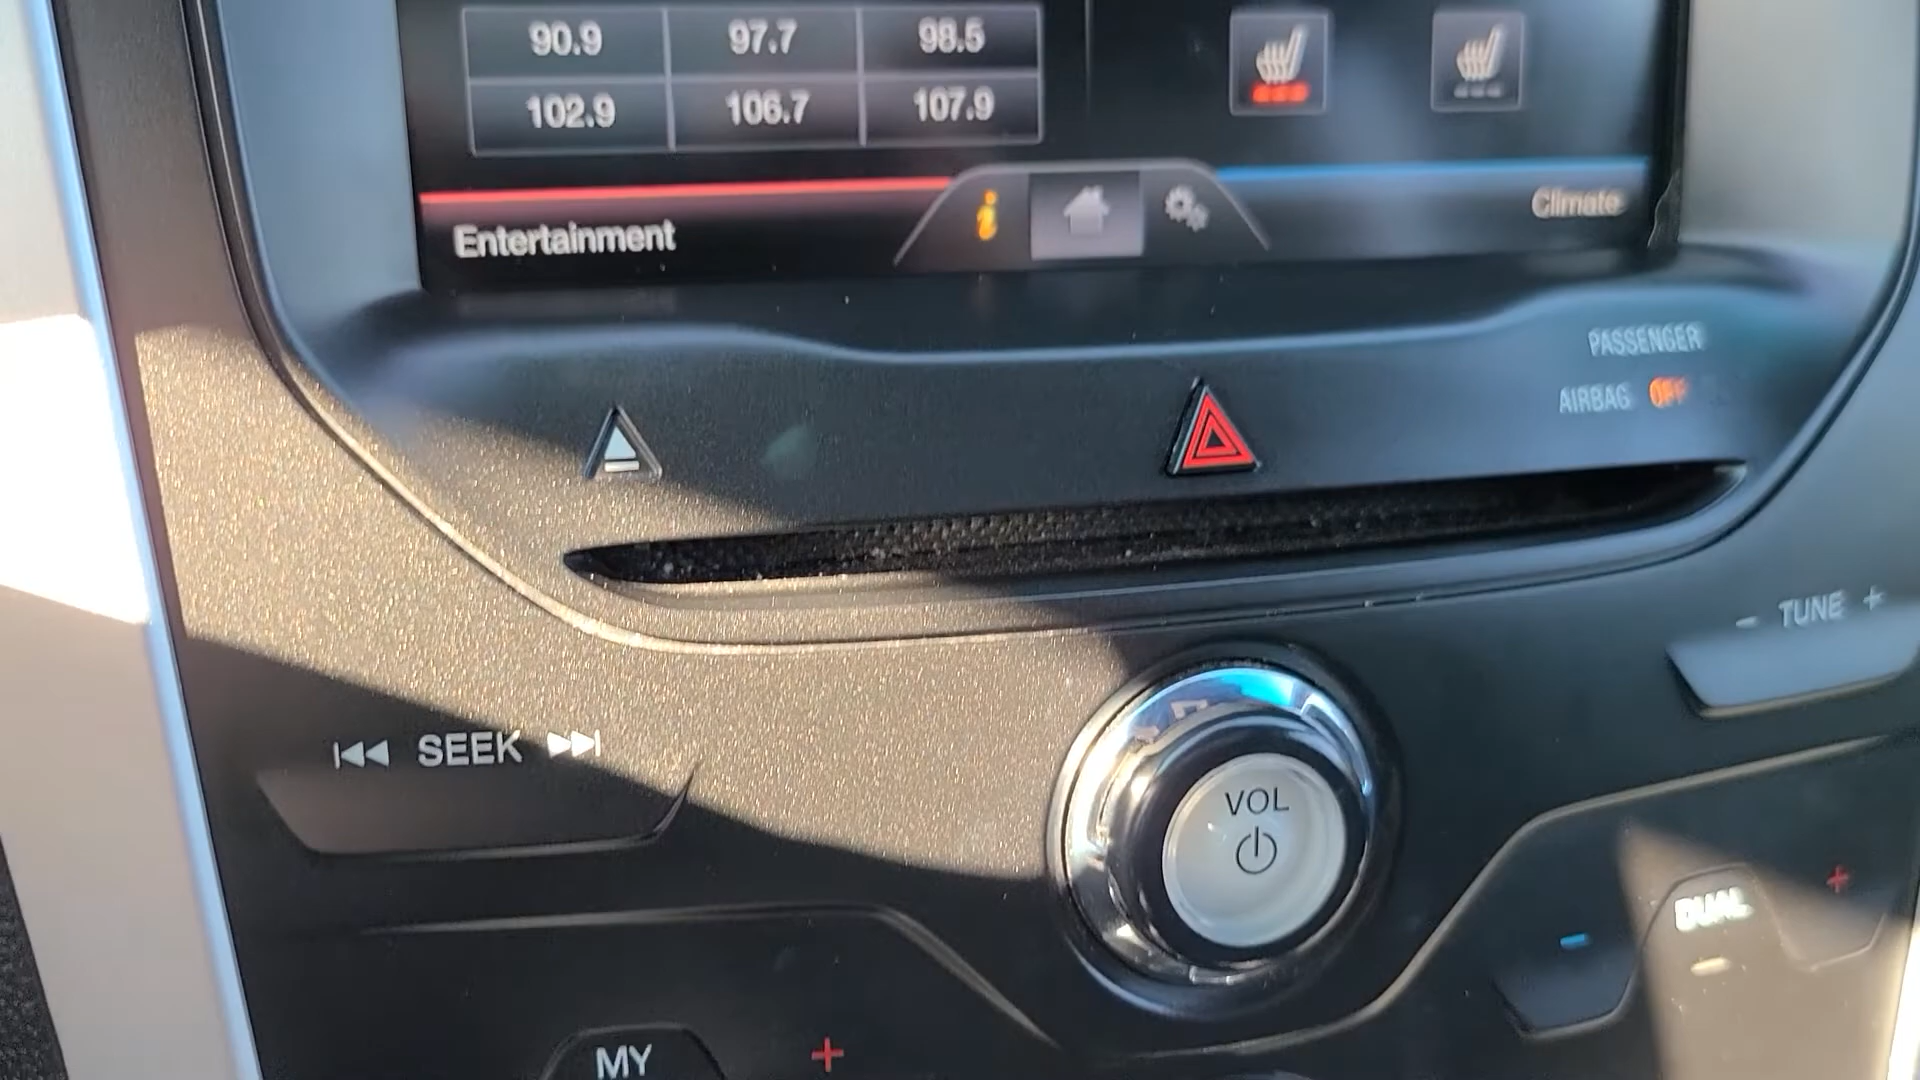 90.9 97.7 98.5
102.9 106.7 107.9
Entertainment
Climate
PASSENGER
AIRBAG OFF
- TUNE +
SEEK
VOL
DUAL
+
-
MY
+